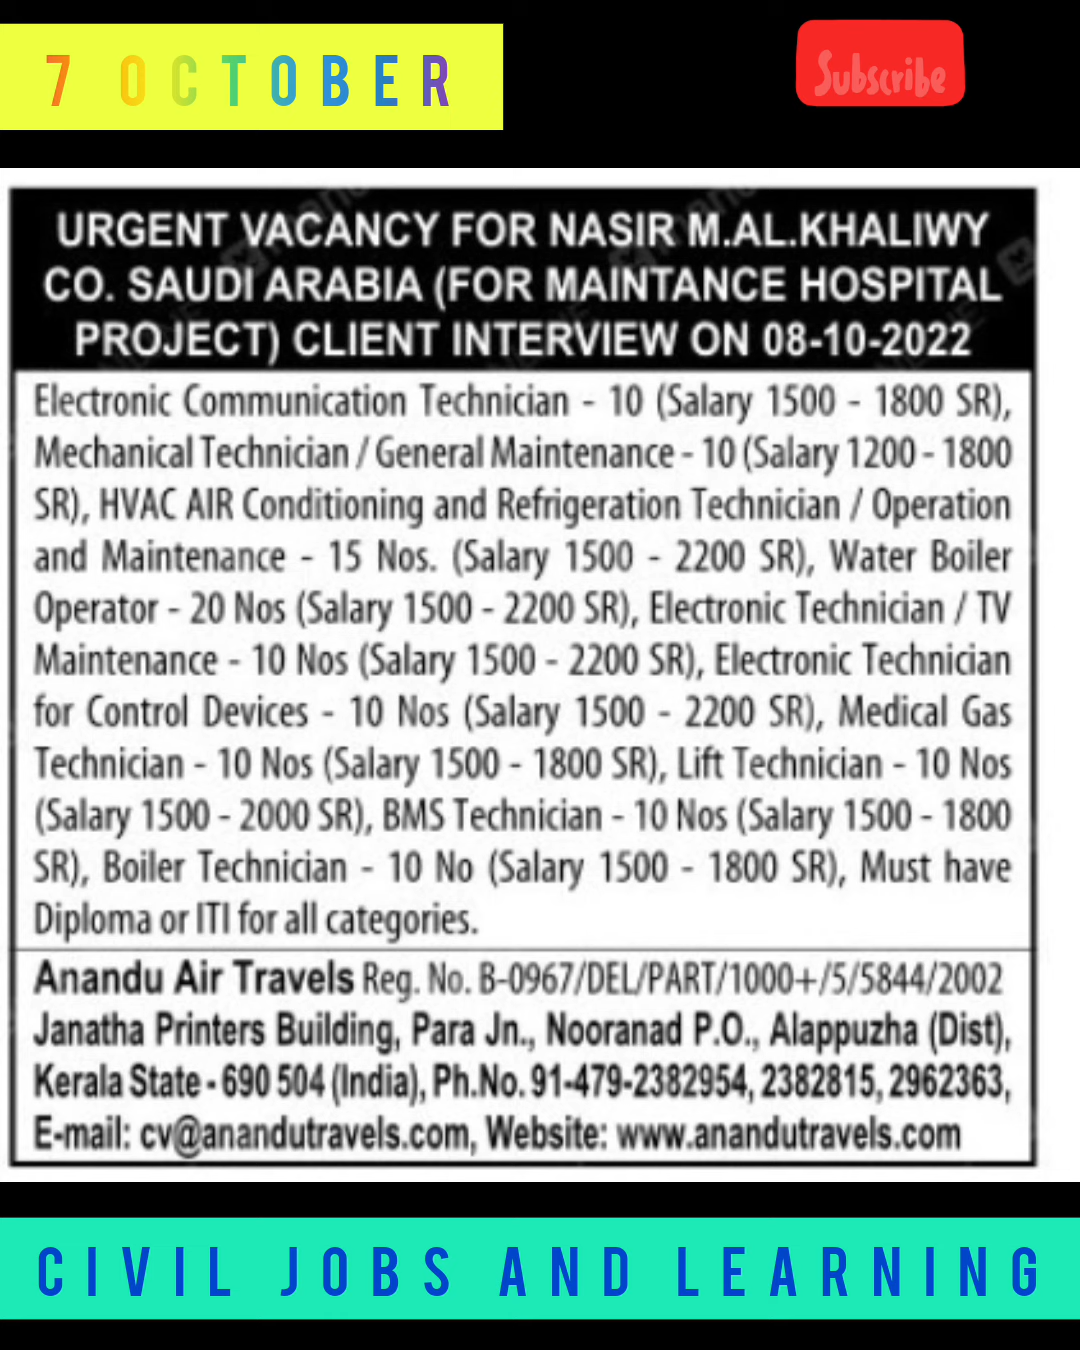 7 OCTOBER
Subscribe
URGENT VACANCY FOR NASIR M.AL.KHALIWY
CO. SAUDI ARABIA (FOR MAINTANCE HOSPITAL
PROJECT) CLIENT INTERVIEW ON 08-10-2022
Electronic Communication Technician - 10 (Salary 1500 - 1800 SR),
Mechanical Technician / General Maintenance - 10 (Salary 1200 - 1800
SR), HVAC AIR Conditioning and Refrigeration Technician / Operation
and Maintenance - 15 Nos. (Salary 1500 - 2200 SR), Water Boiler
Operator - 20 Nos (Salary 1500 - 2200 SR), Electronic Technician / TV
Maintenance - 10 Nos (Salary 1500 - 2200 SR), Electronic Technician
for Control Devices - 10 Nos (Salary 1500 - 2200 SR), Medical Gas
Technician - 10 Nos (Salary 1500 - 1800 SR), Lift Technician - 10 Nos
(Salary 1500 - 2000 SR), BMS Technician - 10 Nos (Salary 1500 - 1800
SR), Boiler Technician - 10 No (Salary 1500 - 1800 SR), Must have
Diploma or ITI for all categories.
Anandu Air Travels Reg. No. B-0967/DEL/PART/1000+/5/5844/2002
Janatha Printers Building, Para Jn., Nooranad P.O., Alappuzha (Dist),
Kerala State - 690 504 (India), Ph.No. 91-479-2382954, 2382815, 2962363,
E-mail: cv@anandutravels.com, Website: www.anandutravels.com
CIVIL JOBS AND LEARNING